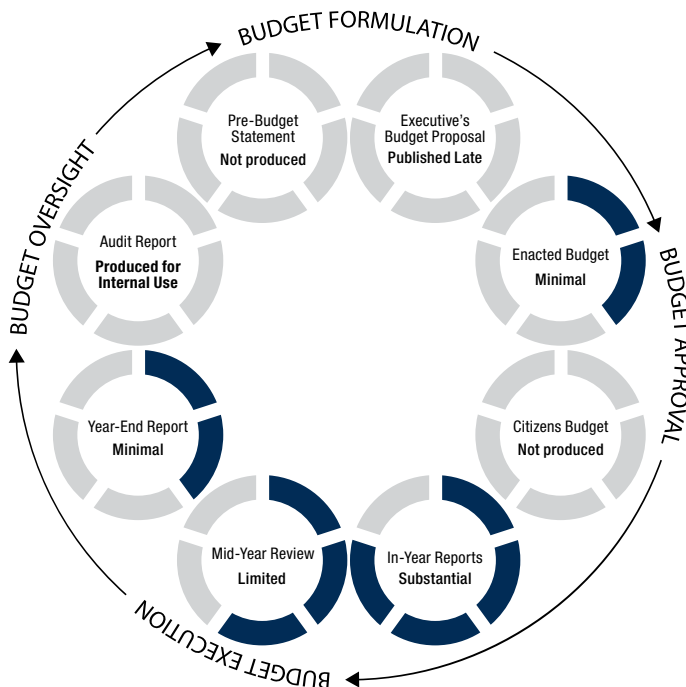 BUDGET FORMULATION
Pre-Budget
Statement
Not produced
Executive's
Budget Proposal
Published Late
BUDGET APPROVAL
Enacted Budget
Minimal
Citizens Budget
Not produced
BUDGET EXECUTION
In-Year Reports
Substantial
Mid-Year Review
Limited
Year-End Report
Minimal
BUDGET OVERSIGHT
Audit Report
Produced for
Internal Use